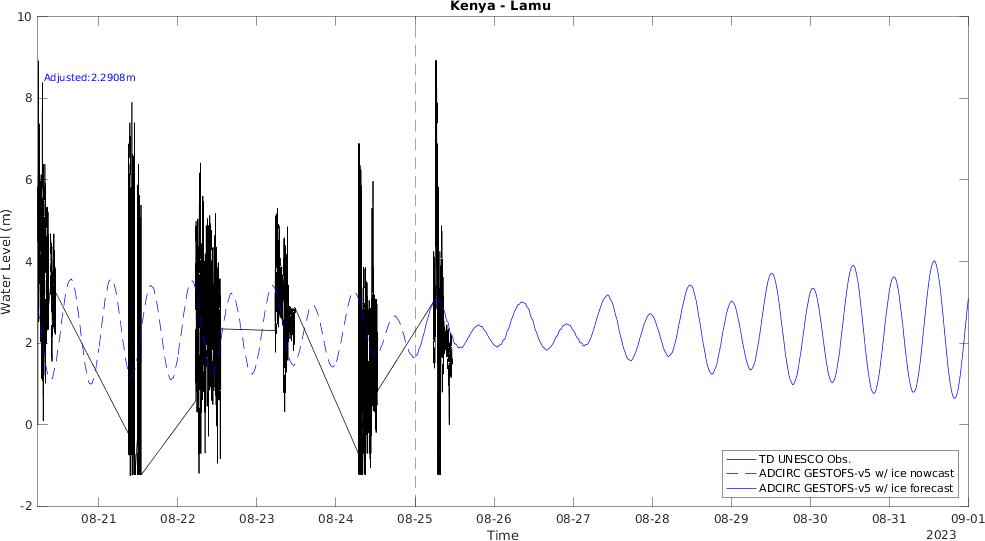 Kenya - Lamu
10
8
6
4
2
0
-2
Water Level (m)
Adjusted:2.2908m
TD UNESCO Obs.
ADCIRC GESTOFS-v5 w/ ice nowcast
ADCIRC GESTOFS-v5 w/ ice forecast
08-21 08-22 08-23 08-24 08-25 08-26 08-27 08-28 08-29 08-30 08-31 09-01
Time
2023